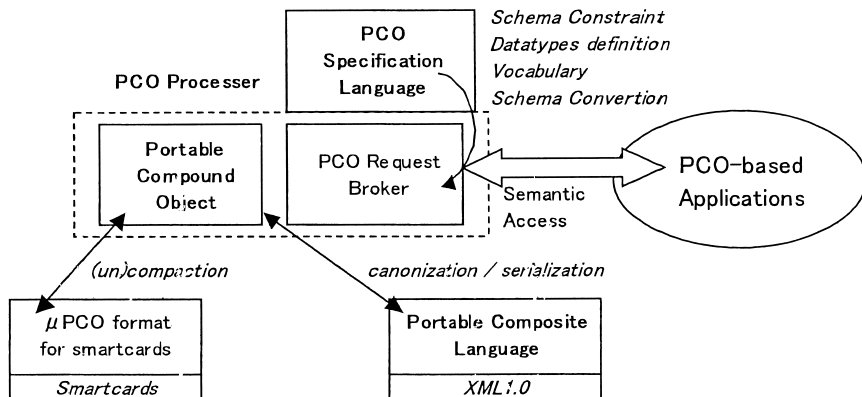 PCO
Specification
Language
Schema Constraint
Datatypes definition
Vocabulary
Schema Convertion
PCO Processer
Portable
Compound
Object
PCO Request
Broker
Semantic
Access
PCO-based
Applications
(un)compaction
canonization / serialization
μPCO format
for smartcards
Smartcards
Portable Composite
Language
XML1.0